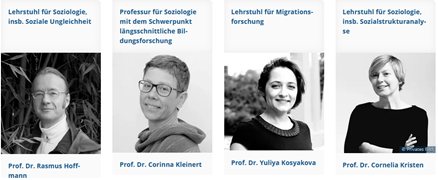 Lehrstuhl für Soziologie,
insb. Soziale Ungleichheit
Professur für Soziologie
mit dem Schwerpunkt
längsschnittliche Bil-
dungsforschung
Lehrstuhl für Migrations-
forschung
Lehrstuhl für Soziologie,
insb. Sozialstrukturanaly-
se
© Privates Bild
Prof. Dr. Rasmus Hoff-
mann
Prof. Dr. Corinna Kleinert
Prof. Dr. Yuliya Kosyakova
Prof. Dr. Cornelia Kristen